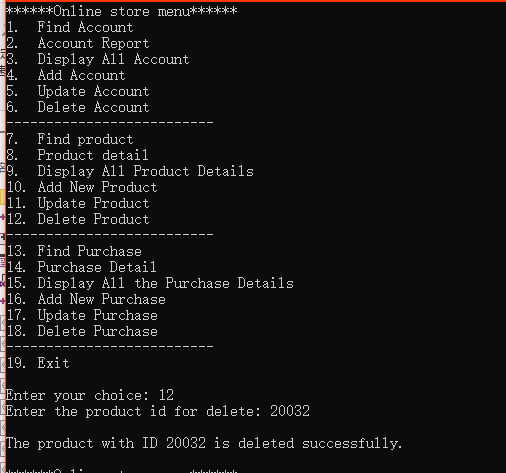 ******Online store menu******
1.  Find Account
2.  Account Report
3.  Display All Account
4.  Add Account
5.  Update Account
6.  Delete Account
--------------------------
7.  Find product
8.  Product detail
9.  Display All Product Details
10. Add New Product
11. Update Product
12. Delete Product
--------------------------
13. Find Purchase
14. Purchase Detail
15. Display All the Purchase Details
16. Add New Purchase
17. Update Purchase
18. Delete Purchase
--------------------------
19. Exit
Enter your choice: 12
Enter the product id for delete: 20032
The product with ID 20032 is deleted successfully.